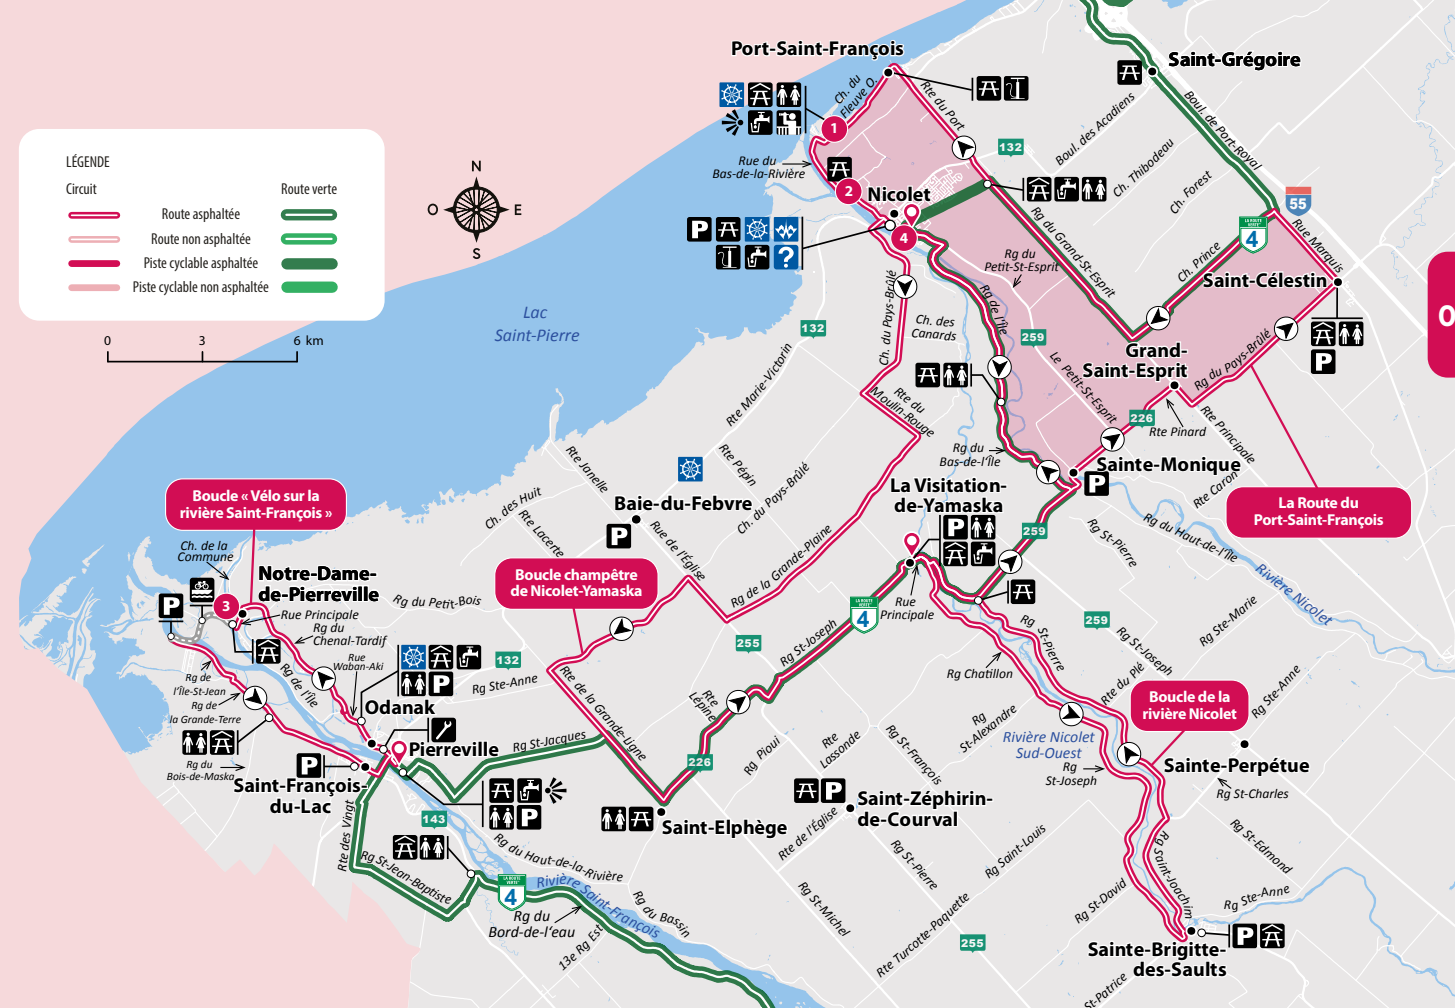 LÉGENDE
Circuit
Route verte
Route asphaltée
Route non asphaltée
Piste cyclable asphaltée
Piste cyclable non asphaltée
0 3 6 km
N
O E
S
Lac
Saint-Pierre
Port-Saint-François
Saint-Grégoire
Ch. du
Fleuve O.
Rte du Port
Boul. des Acadiens
Boul. de Port-Royal
Ch. Thibodeau
Ch. Forest
132
1
Rue du
Bas-de-la-Rivière
2
Nicolet
4
P
?
55
LA ROUTE VERTE
4
Rue Marquis
Ch. Prince
Rg du Grand-St-Esprit
Rg du
Petit-St-Esprit
Saint-Célestin
P
Rg de l'Île
Ch. du Pays-Brûlé
Ch. des
Canards
259
132
Grand-
Saint-Esprit
Rg du Pays-Brûlé
Le Petit-St-Esprit
226
Rte Pinard
Rte Principale
Rte Caron
Rte Marie-Victorin
Rte du
Moulin-Rouge
Rg du
Bas-de-l'Île
Sainte-Monique
P
La Route du
Port-Saint-François
Rte Janelle
Rte Pépin
Ch. du Pays-Brûlé
Baie-du-Febvre
P
La Visitation-
de-Yamaska
P
259
Rg St-Pierre
Rg du Haut-de-l'Île
Rivière Nicolet
Boucle « Vélo sur la
rivière Saint-François »
Ch. des Huit
Rte Lacerte
Rue de l'Église
Rg de la Grande-Plaine
Ch. de la
Commune
Notre-Dame-
de-Pierreville
P
3
Rue Principale
Rg du
Chenal-Tardif
Rg du Petit-Bois
Boucle champêtre
de Nicolet-Yamaska
Rue
Principale
LA ROUTE VERTE
4
Rg St-Joseph
255
259
Rg St-Pierre
Rg St-Joseph
Rte Ste-Marie
Rg Chatillon
Rte du Plé
Rg Ste-Anne
Rue
Waban-Aki
Rg de l'Île
132
Rg Ste-Anne
P
Rg de
l'Île-St-Jean
Rg de
la Grande-Terre
Odanak
Rte de la Grande-Ligne
Rte
Lépine
Boucle de la
rivière Nicolet
Rg
St-Alexandre
Rivière Nicolet
Sud-Ouest
Rg
St-Joseph
Rg du
Bois-de-Maska
P
Pierreville
Rg St-Jacques
Rg Pioui
Rte
Lassonde
Rg St-François
Sainte-Perpétue
Rg St-Charles
Saint-François-
du-Lac
P
226
P
Saint-Elphège
Saint-Zéphirin-
de-Courval
Rte de l'Église
143
Rte des Vingt
Rg St-Jean-Baptiste
Rg du Haut-de-la-Rivière
Rg St-Pierre
Rg Saint-Louis
Rg St-Edmond
Rg Saint-Joachim
LA ROUTE VERTE
4
Rivière Saint-François
Rg du
Bord-de-l'eau
13e Rg Est
Rg du Bassin
Rg St-Michel
Rte Turcotte-Paquette
255
Rg St-David
Rg Ste-Anne
P
Sainte-Brigitte-
des-Saults
St-Patrice
0